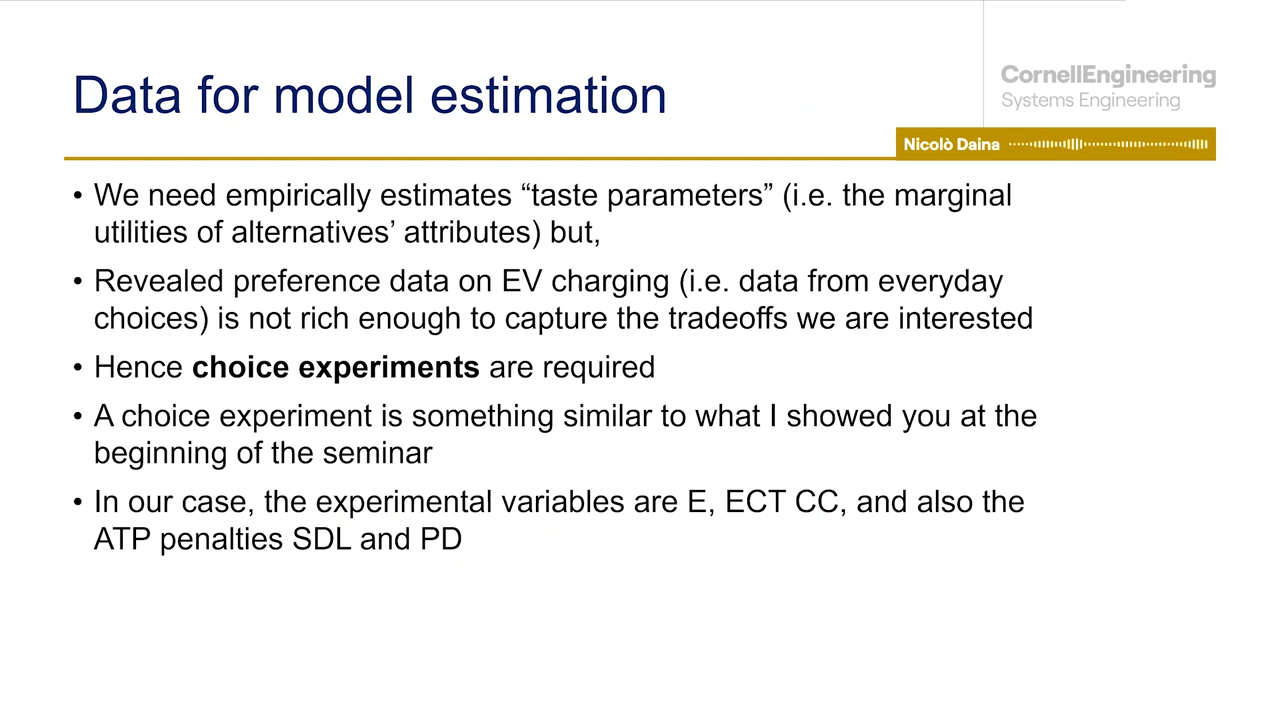 Data for model estimation
CornellEngineering
Systems Engineering
Nicolò Daina
• We need empirically estimates “taste parameters” (i.e. the marginal
utilities of alternatives’ attributes) but,
• Revealed preference data on EV charging (i.e. data from everyday
choices) is not rich enough to capture the tradeoffs we are interested
• Hence choice experiments are required
• A choice experiment is something similar to what I showed you at the
beginning of the seminar
• In our case, the experimental variables are E, ECT CC, and also the
ATP penalties SDL and PD